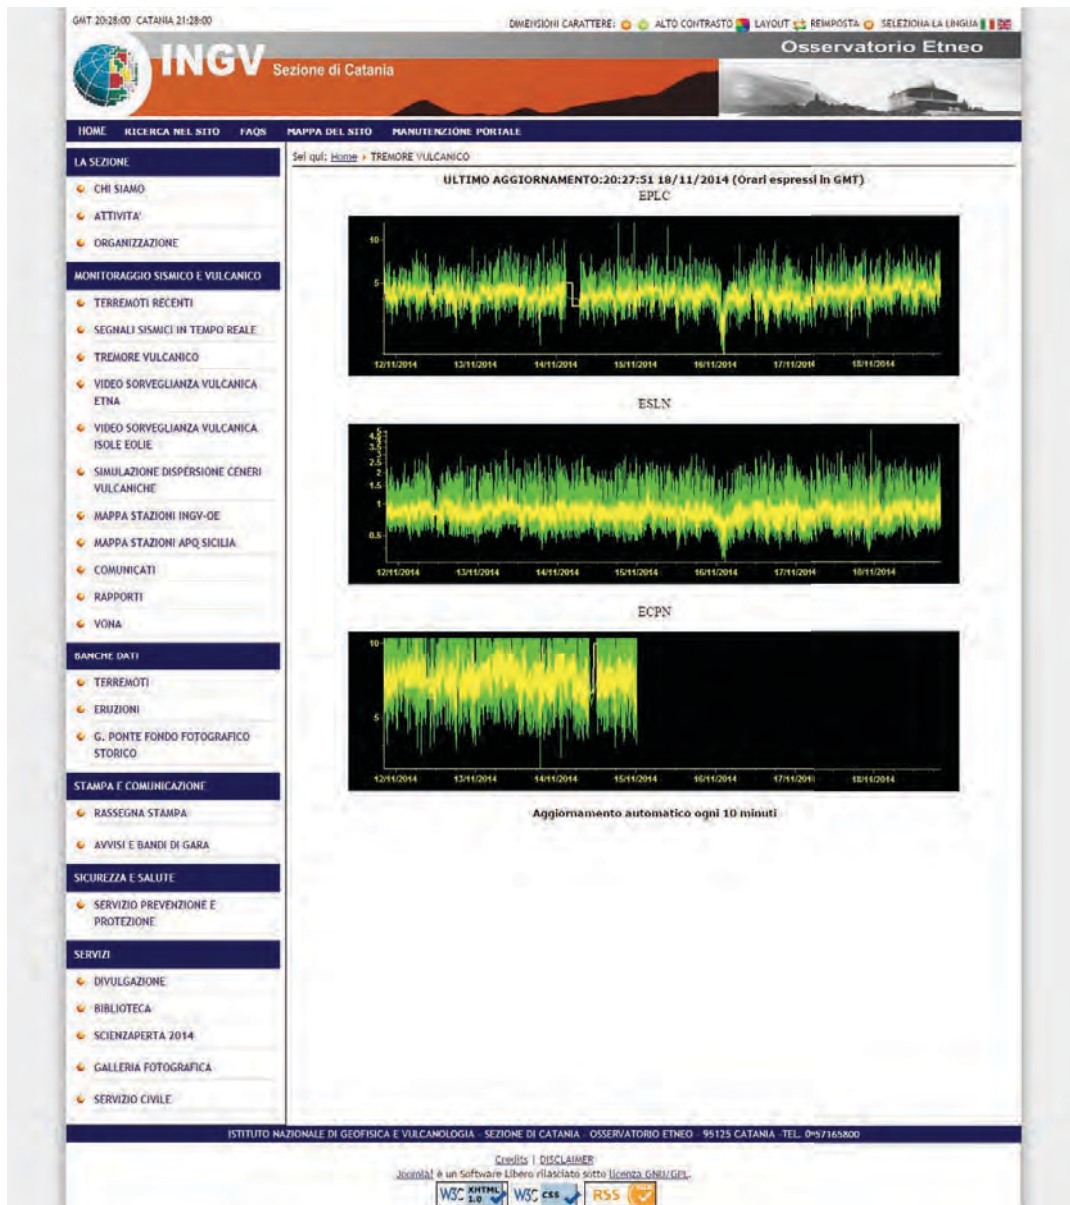 GMT 20:28:00 CATANIA 21:28:00
DIMENSIONI CARATTERE: ALTO CONTRASTO LAYOUT REIMPOSTA SELEZIONA LA LINGUA
INGV Sezione di Catania
Osservatorio Etneo
HOME RICERCA NEL SITO FAQS MAPPA DEL SITO MANUTENZIONE PORTALE
LA SEZIONE
CHI SIAMO
ATTIVITA'
ORGANIZZAZIONE
MONITORAGGIO SISMICO E VULCANICO
TERREMOTI RECENTI
SEGNALI SISMICI IN TEMPO REALE
TREMORE VULCANICO
VIDEO SORVEGLIANZA VULCANICA
ETNA
VIDEO SORVEGLIANZA VULCANICA
ISOLE EOLIE
SIMULAZIONE DISPERSIONE CENERI
VULCANICHE
MAPPA STAZIONI INGV-OE
MAPPA STAZIONI APQ SICILIA
COMUNICATI
RAPPORTI
VONA
BANCHE DATI
TERREMOTI
ERUZIONI
G. PONTE FONDO FOTOGRAFICO
STORICO
STAMPA E COMUNICAZIONE
RASSEGNA STAMPA
AVVISI E BANDI DI GARA
SICUREZZA E SALUTE
SERVIZIO PREVENZIONE E
PROTEZIONE
SERVIZI
DIVULGAZIONE
BIBLIOTECA
SCIENZAPERTA 2014
GALLERIA FOTOGRAFICA
SERVIZIO CIVILE
Sei qui: Home TREMORE VULCANICO
ULTIMO AGGIORNAMENTO:20:27:51 18/11/2014 (Orari espressi in GMT)
EPLC
10
5
12/11/2014 13/11/2014 14/11/2014 15/11/2014 16/11/2014 17/11/2014 18/11/2014
ESLN
4.5
3.5
2.5
2
1.5
1
0.5
12/11/2014 13/11/2014 14/11/2014 15/11/2014 16/11/2014 17/11/2014 18/11/2014
ECPN
10
5
12/11/2014 13/11/2014 14/11/2014 15/11/2014 16/11/2014 17/11/2014 18/11/2014
Aggiornamento automatico ogni 10 minuti
ISTITUTO NAZIONALE DI GEOFISICA E VULCANOLOGIA - SEZIONE DI CATANIA - OSSERVATORIO ETNEO - 95125 CATANIA -TEL.
Credits | DISCLAIMER
Joomla! è un Software Libero rilasciato sotto licenza GNU/GPL.
W3C XHTML 1.0 W3C css RSS